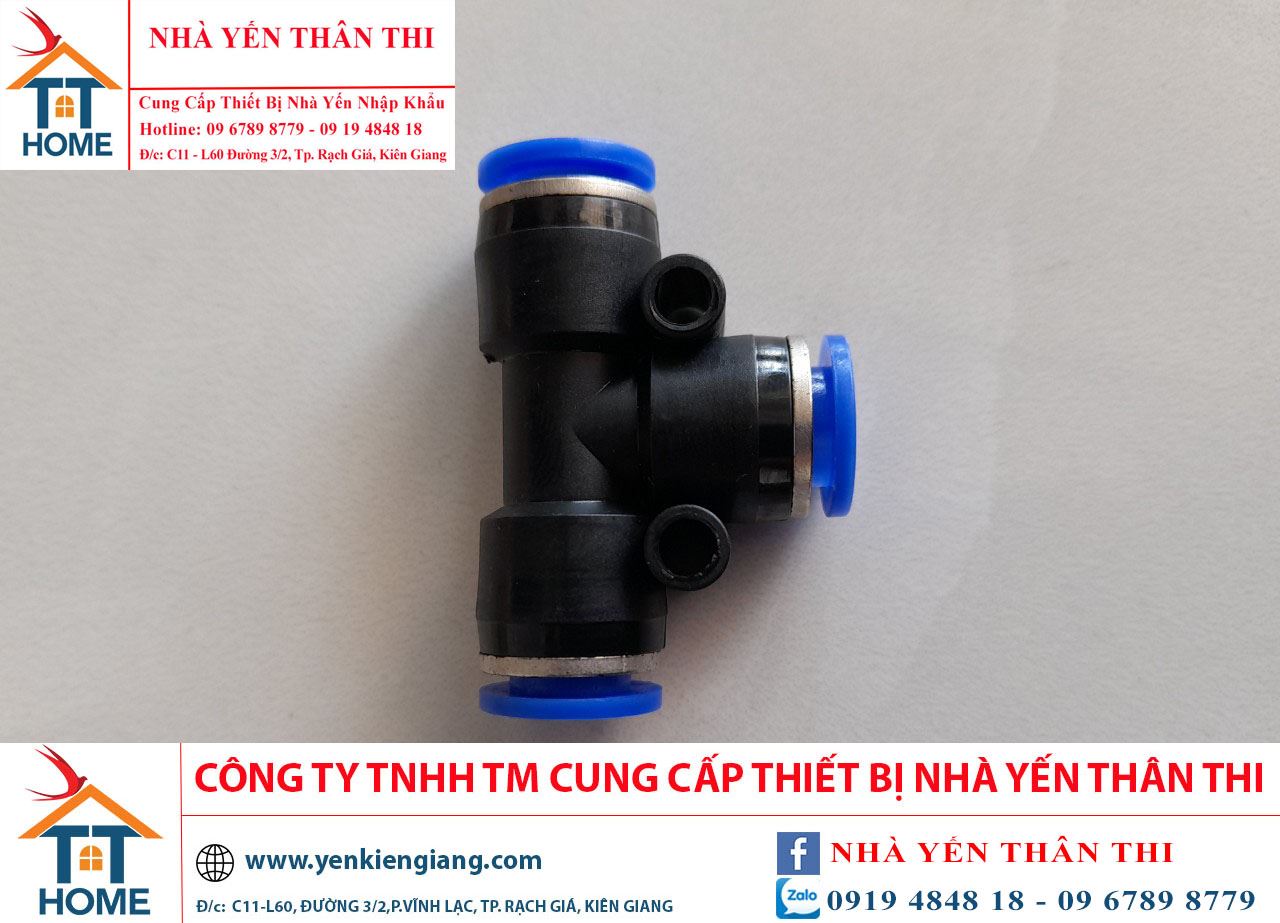 TT
HOME
NHÀ YẾN THÂN THI
Cung Cấp Thiết Bị Nhà Yến Nhập Khẩu
Hotline: 09 6789 8779 - 09 19 4848 18
Đ/c: C11 - L60 Đường 3/2, Tp. Rạch Giá, Kiên Giang
TT
HOME
CÔNG TY TNHH TM CUNG CẤP THIẾT BỊ NHÀ YẾN THÂN THI
www.yenkiengiang.com
Đ/c: C11-L60, ĐƯỜNG 3/2,P.VĨNH LẠC, TP. RẠCH GIÁ, KIÊN GIANG
f NHÀ YẾN THÂN THI
Zalo 0919 4848 18 - 09 6789 8779